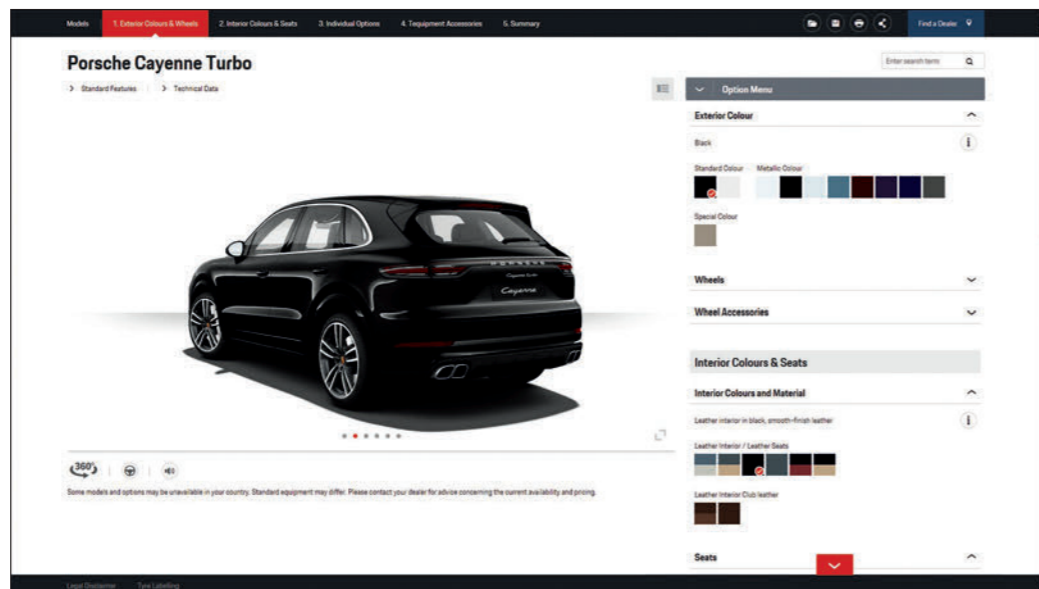 Models
1. Exterior Colours & Wheels
2. Interior Colours & Seats
3. Individual Options
4. Tequipment Accessories
5. Summary
Find a Dealer
Porsche Cayenne Turbo
Enter search term
Standard Features
Technical Data
Option Menu
Exterior Colour
Black
i
Standard Colour
Metallic Colour
Special Colour
PORSCHE
Cayenne turbo
Cayenne
Wheels
Wheel Accessories
Interior Colours & Seats
Interior Colours and Material
Leather interior in black, smooth-finish leather
i
Leather Interior / Leather Seats
360°
Some models and options may be unavailable in your country. Standard equipment may differ. Please contact your dealer for advice concerning the current availability and pricing.
Leather Interior Club leather
Seats
Legal Disclaimer
Tyre Labelling